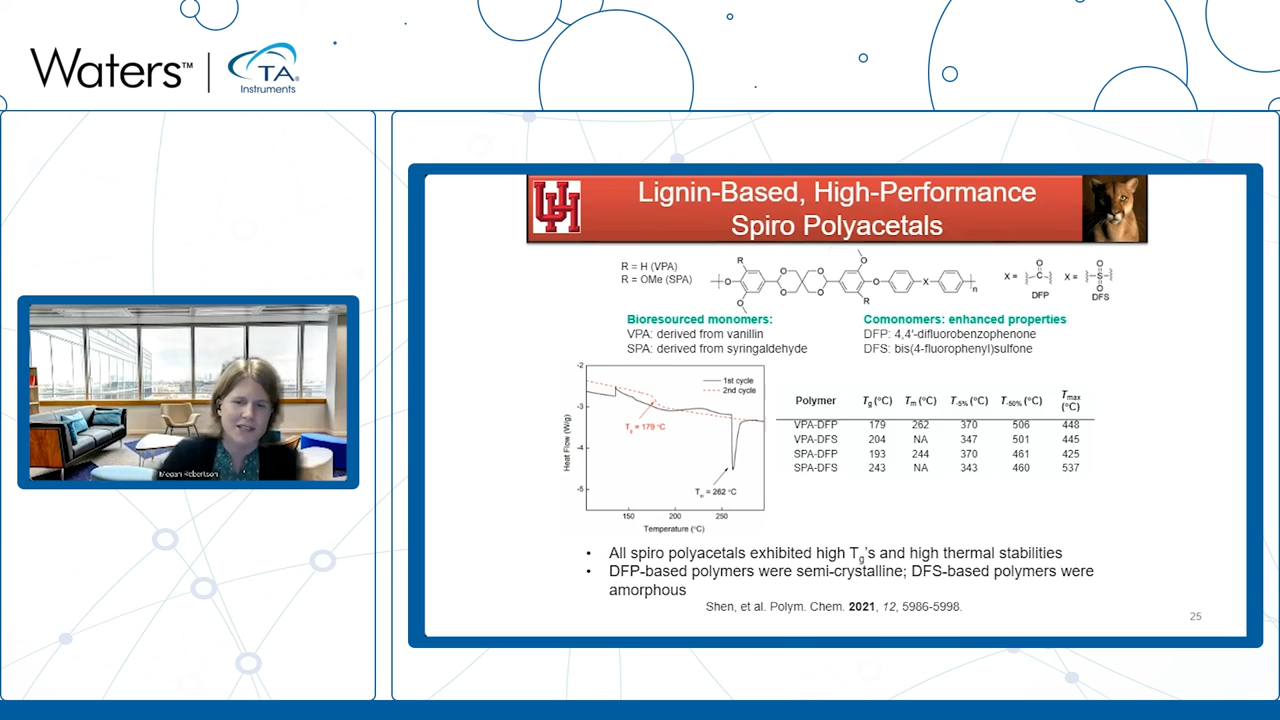 Waters™
TA®
Instruments
UH
Lignin-Based, High-Performance
Spiro Polyacetals
R = H (VPA)
R = OMe (SPA)
R
O
O
O
O
O
O
O
O
R
X
n
X =
O
C
DFP
X =
O
S
O
DFS
Bioresourced monomers:
VPA: derived from vanillin
SPA: derived from syringaldehyde
Comonomers: enhanced properties
DFP: 4,4′-difluorobenzophenone
DFS: bis(4-fluorophenyl)sulfone
-2
-3
-4
-5
Heat Flow (W/g)
1st cycle
2nd cycle
Tg = 179 °C
Tm = 262 °C
150 200 250
Temperature (°C)
Polymer Tg (°C) Tm (°C) T-5% (°C) T-50% (°C) Tmax (°C)
VPA-DFP 179 262 370 506 448
VPA-DFS 204 NA 347 501 445
SPA-DFP 193 244 370 461 425
SPA-DFS 243 NA 343 460 537
• All spiro polyacetals exhibited high Tg's and high thermal stabilities
• DFP-based polymers were semi-crystalline; DFS-based polymers were
amorphous
Shen, et al. Polym. Chem. 2021, 12, 5986-5998.
25
Megan Robertson